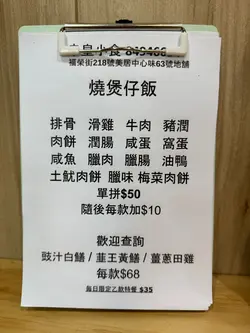 小食 849466
福榮街218號美居中心味63號地舖
燒煲仔飯
排骨 滑雞 牛肉 豬潤
肉餅 潤腸 咸蛋 窩蛋
咸魚 臘肉 臘腸 油鴨
土魷肉餅 臘味 梅菜肉餅
單拼$50
隨後每款加$10
歡迎查詢
豉汁白鱔/韮王黃鱔/薑蔥田雞
每款$68
每日限定乙款特餐 $35